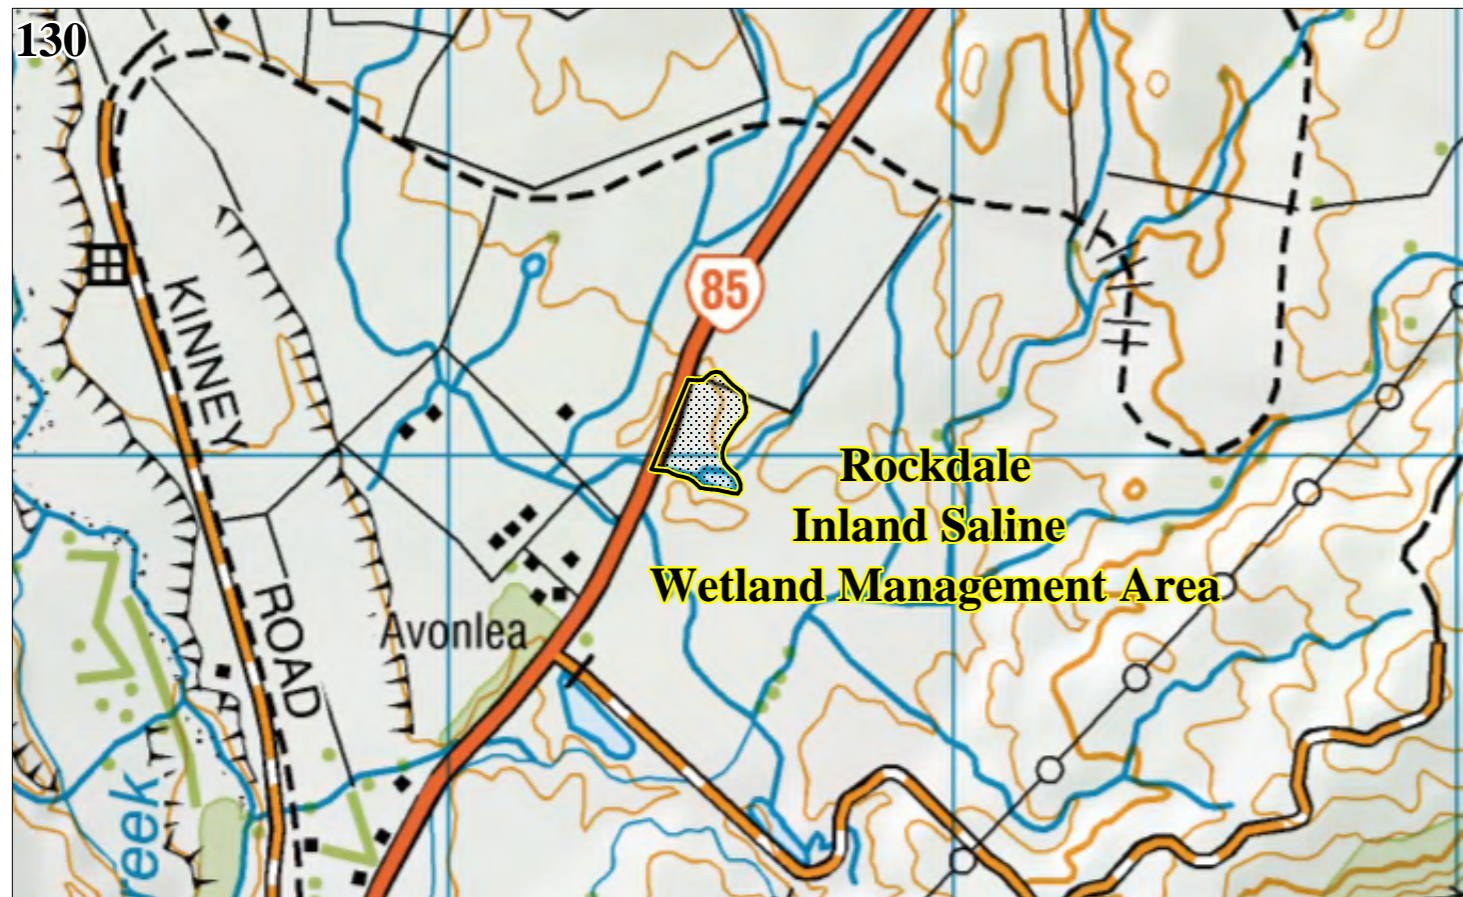 130
KINNEY
85
Rockdale
Inland Saline
Wetland Management Area
ROAD
Avonlea
reek